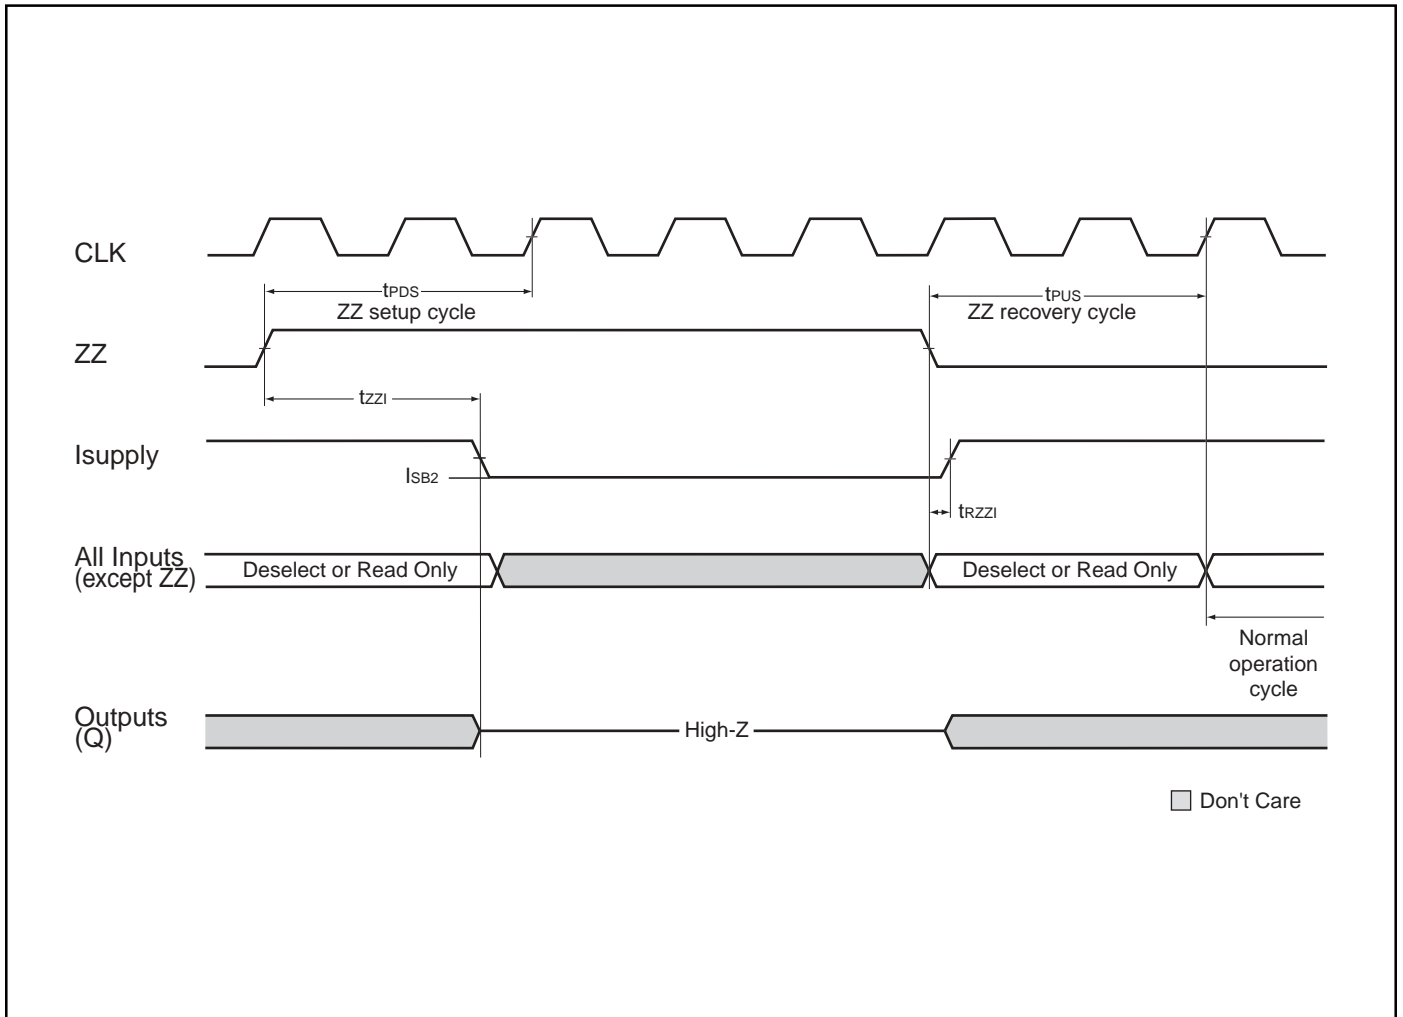 CLK
tPDS
ZZ setup cycle
tPUS
ZZ recovery cycle
ZZ
tZZI
Isupply
ISB2
tRZZI
All Inputs
(except ZZ)
Deselect or Read Only
Deselect or Read Only
Normal
operation
cycle
Outputs
(Q)
High-Z
Don't Care